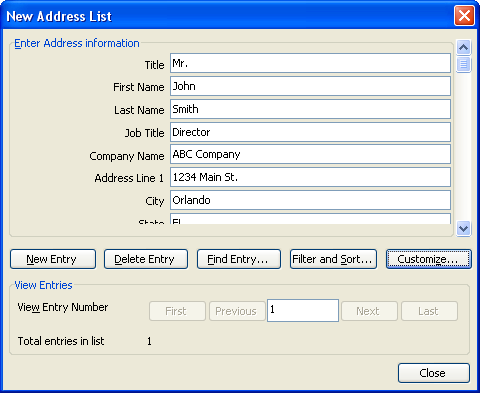 New Address List
Enter Address information
Title Mr.
First Name John
Last Name Smith
Job Title Director
Company Name ABC Company
Address Line 1 1234 Main St.
City Orlando
State FL
New Entry Delete Entry Find Entry... Filter and Sort... Customize...
View Entries
View Entry Number First Previous 1 Next Last
Total entries in list 1
Close